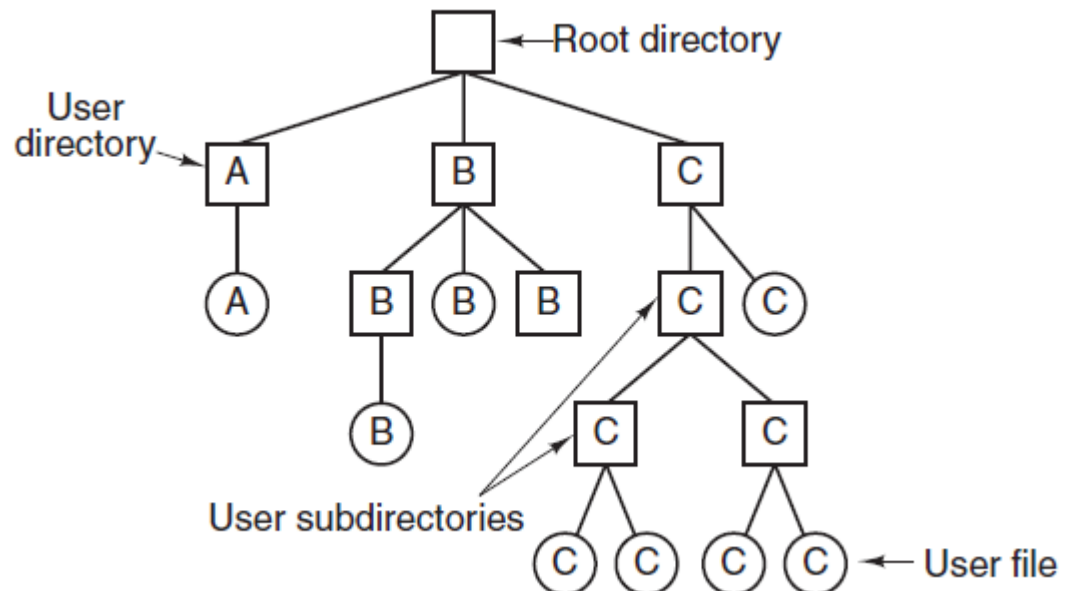 Root directory
User
directory
A
B
C
A
B
B
B
C
C
B
C
C
User subdirectories
C
C
C
C
User file